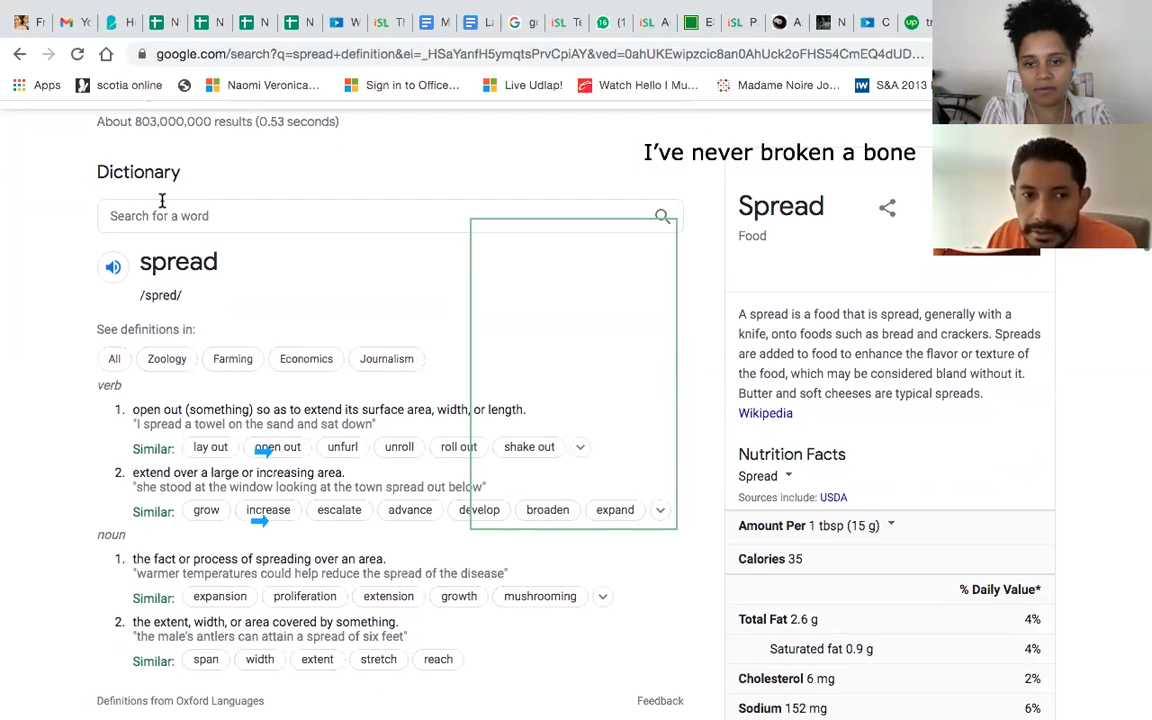 Fr
Yo
H
N
N
N
N
W
iSL Tl
M
La
G g
iSL Te
16 (1
iSL A
E
iSL P
A
N
C
up tr
google.com/search?q=spread+definition&ei=_HSaYanfH5ymqtsPrvCpiAY&ved=0ahUKEwipzcic8an0AhUck2oFHS54CmEQ4dUD...
Apps
scotia online
Naomi Veronica...
Sign in to Office...
Live Udlap!
Watch Hello I Mu...
Madame Noire Jo...
S&A 2013
About 803,000,000 results (0.53 seconds)
I've never broken a bone
Dictionary
Search for a word
spread
/spred/
See definitions in:
All
Zoology
Farming
Economics
Journalism
verb
1. open out (something) so as to extend its surface area, width, or length.
"I spread a towel on the sand and sat down"
Similar: lay out open out unfurl unroll roll out shake out
2. extend over a large or increasing area.
"she stood at the window looking at the town spread out below"
Similar: grow increase escalate advance develop broaden expand
noun
1. the fact or process of spreading over an area.
"warmer temperatures could help reduce the spread of the disease"
Similar: expansion proliferation extension growth mushrooming
2. the extent, width, or area covered by something.
"the male's antlers can attain a spread of six feet"
Similar: span width extent stretch reach
Definitions from Oxford Languages
Feedback
Spread
Food
A spread is a food that is spread, generally with a
knife, onto foods such as bread and crackers. Spreads
are added to food to enhance the flavor or texture of
the food, which may be considered bland without it.
Butter and soft cheeses are typical spreads.
Wikipedia
Nutrition Facts
Spread
Sources include: USDA
Amount Per 1 tbsp (15 g)
Calories 35
% Daily Value*
Total Fat 2.6 g 4%
Saturated fat 0.9 g 4%
Cholesterol 6 mg 2%
Sodium 152 mg 6%